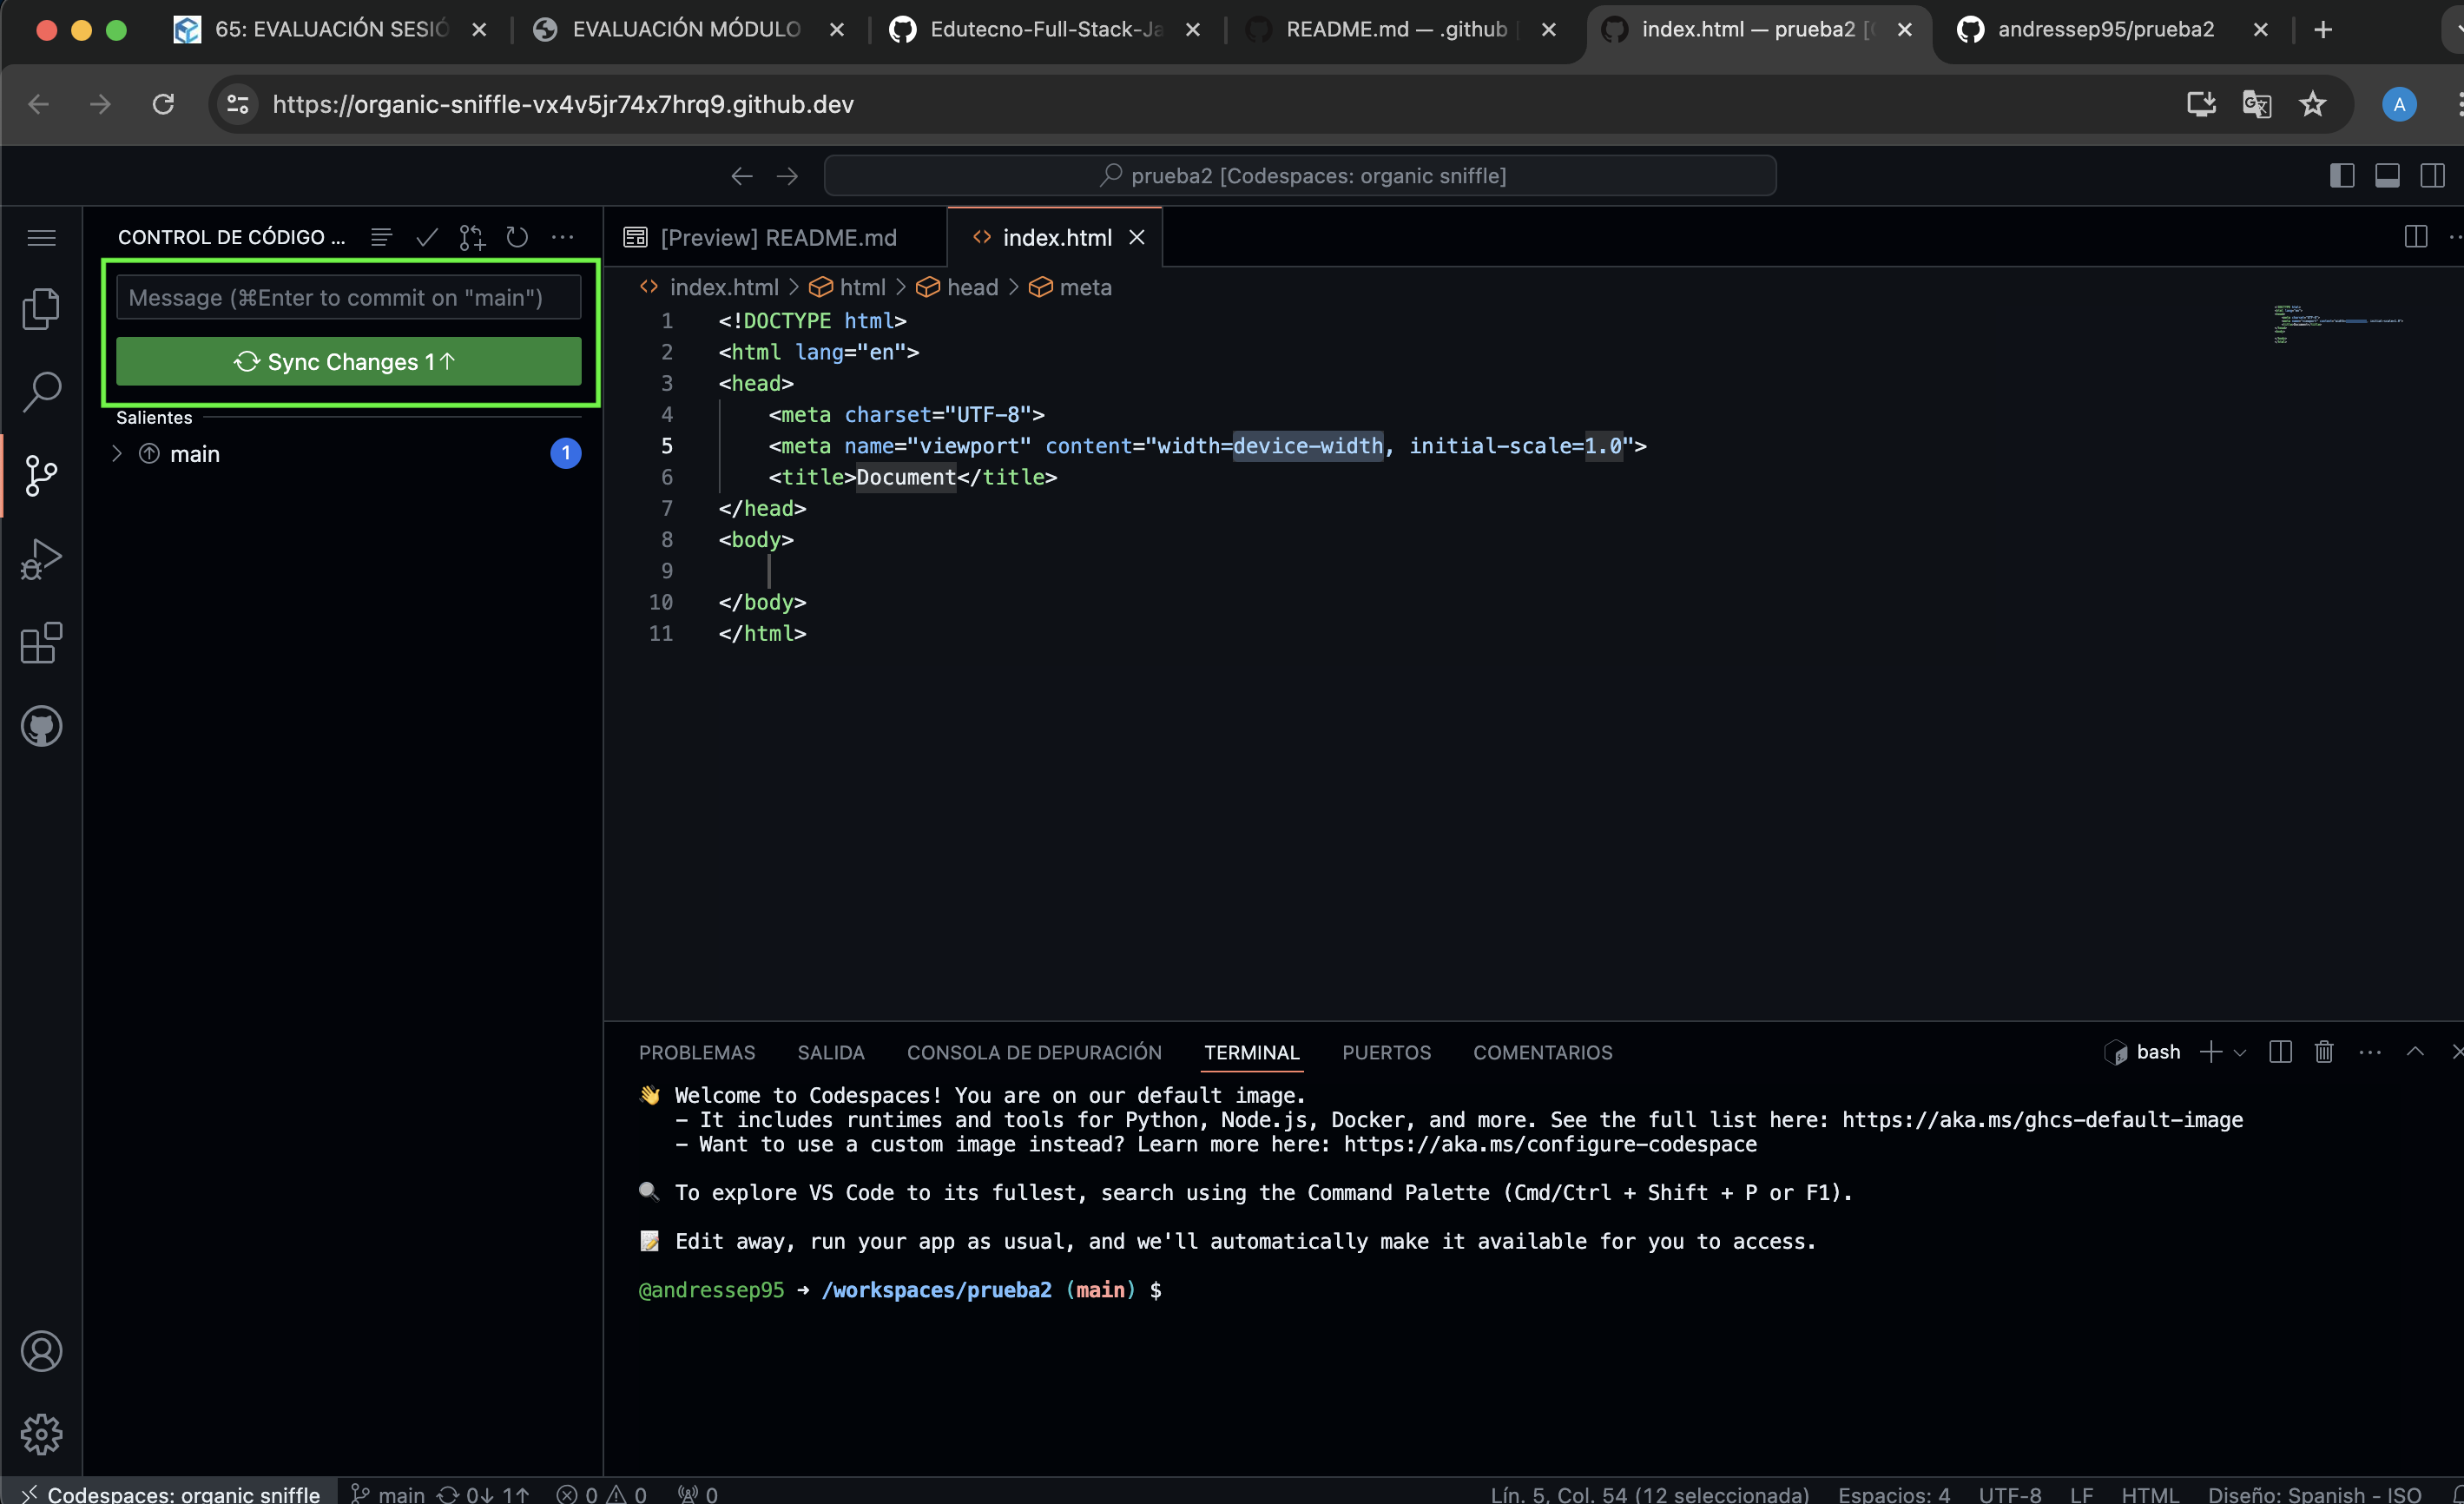 65: EVALUACIÓN SESIÓ
EVALUACIÓN MÓDULO
Edutecno-Full-Stack-Ja
README.md — .github
index.html — prueba2
andressep95/prueba2
https://organic-sniffle-vx4v5jr74x7hrq9.github.dev
A
prueba2 [Codespaces: organic sniffle]
CONTROL DE CÓDIGO ...
[Preview] README.md
index.html
Message (⌘Enter to commit on "main")
Sync Changes 1↑
Salientes
main
1
index.html > html > head > meta
1 <!DOCTYPE html>
2 <html lang="en">
3 <head>
4 <meta charset="UTF-8">
5 <meta name="viewport" content="width=device-width, initial-scale=1.0">
6 <title>Document</title>
7 </head>
8 <body>
9
10 </body>
11 </html>
PROBLEMAS SALIDA CONSOLA DE DEPURACIÓN TERMINAL PUERTOS COMENTARIOS
bash
👋 Welcome to Codespaces! You are on our default image.
- It includes runtimes and tools for Python, Node.js, Docker, and more. See the full list here: https://aka.ms/ghcs-default-image
- Want to use a custom image instead? Learn more here: https://aka.ms/configure-codespace
🔍 To explore VS Code to its fullest, search using the Command Palette (Cmd/Ctrl + Shift + P or F1).
📝 Edit away, run your app as usual, and we'll automatically make it available for you to access.
@andressep95 → /workspaces/prueba2 (main) $
Codespaces: organic sniffle main 0↓ 1↑ 0 0 0
Lín. 5, Col. 54 (12 seleccionada) Espacios: 4 UTF-8 LF HTML Diseño: Spanish - ISO